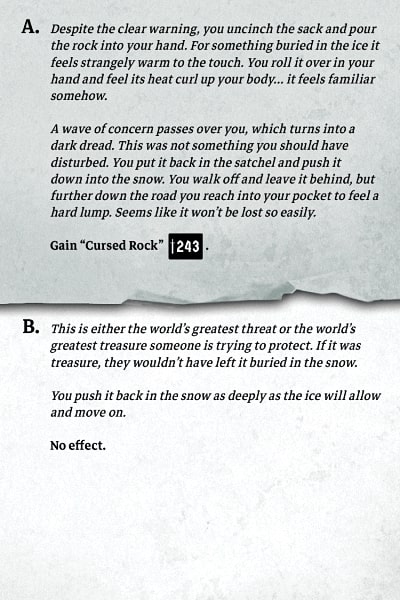 A. Despite the clear warning, you uncinch the sack and pour
the rock into your hand. For something buried in the ice it
feels strangely warm to the touch. You roll it over in your
hand and feel its heat curl up your body... it feels familiar
somehow.
A wave of concern passes over you, which turns into a
dark dread. This was not something you should have
disturbed. You put it back in the satchel and push it
down into the snow. You walk off and leave it behind, but
further down the road you reach into your pocket to feel a
hard lump. Seems like it won’t be lost so easily.
Gain “Cursed Rock” 243 .
B. This is either the world’s greatest threat or the world’s
greatest treasure someone is trying to protect. If it was
treasure, they wouldn’t have left it buried in the snow.
You push it back in the snow as deeply as the ice will allow
and move on.
No effect.